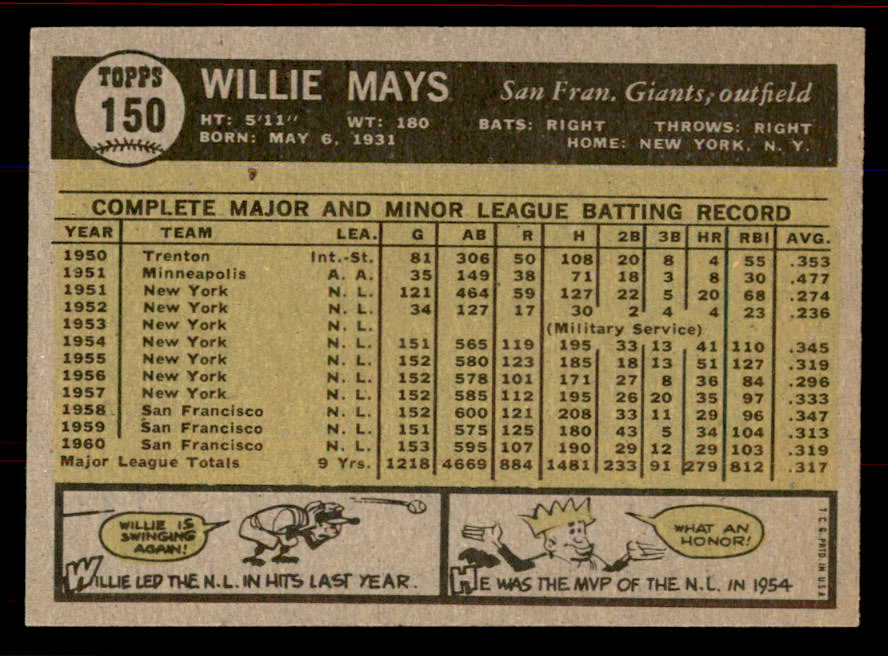 TOPPS
150
WILLIE MAYS
San Fran. Giants, outfield
HT: 5'11" WT: 180 BATS: RIGHT THROWS: RIGHT
BORN: MAY 6, 1931 HOME: NEW YORK, N. Y.
COMPLETE MAJOR AND MINOR LEAGUE BATTING RECORD
YEAR TEAM LEA. G AB R H 2B 3B HR RBI AVG.
1950 Trenton Int.-St. 81 306 50 108 20 8 4 55 .353
1951 Minneapolis A. A. 35 149 38 71 18 3 8 30 .477
1951 New York N. L. 121 464 59 127 22 5 20 68 .274
1952 New York N. L. 34 127 17 30 2 4 4 23 .236
1953 New York N. L. (Military Service)
1954 New York N. L. 151 565 119 195 33 13 41 110 .345
1955 New York N. L. 152 580 123 185 18 13 51 127 .319
1956 New York N. L. 152 578 101 171 27 8 36 84 .296
1957 New York N. L. 152 585 112 195 26 20 35 97 .333
1958 San Francisco N. L. 152 600 121 208 33 11 29 96 .347
1959 San Francisco N. L. 151 575 125 180 43 5 34 104 .313
1960 San Francisco N. L. 153 595 107 190 29 12 29 103 .319
Major League Totals 9 Yrs. 1218 4669 884 1481 233 91 279 812 .317
WILLIE IS
SWINGING
AGAIN!
WILLIE LED THE N.L. IN HITS LAST YEAR.
WHAT AN
HONOR!
HE WAS THE MVP OF THE N.L. IN 1954
T.C.G. PRTD. IN U.S.A.